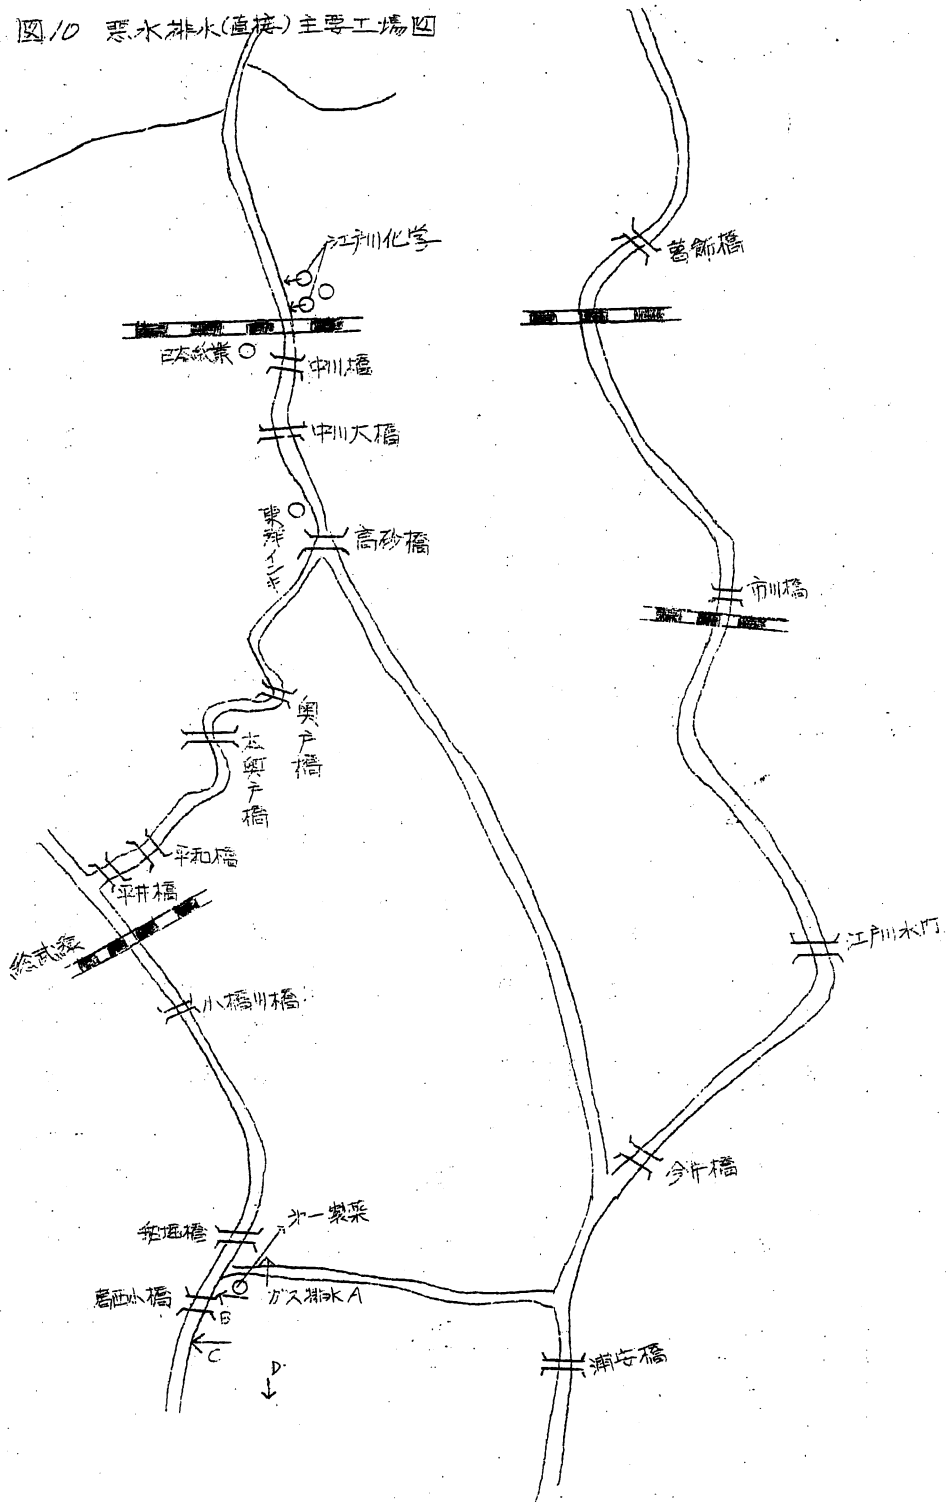 図10 悪水排水(直接)主要工場図
江戸川化学
葛飾橋
日本紙業
中川橋
中川大橋
東洋インキ
高砂橋
市川橋
奥戸橋
本奥戸橋
平和橋
平井橋
江戸川水門
総武線
小橋川橋
今井橋
第一製薬
船堀橋
ガス排水A
葛西小橋
B
C
D
浦安橋